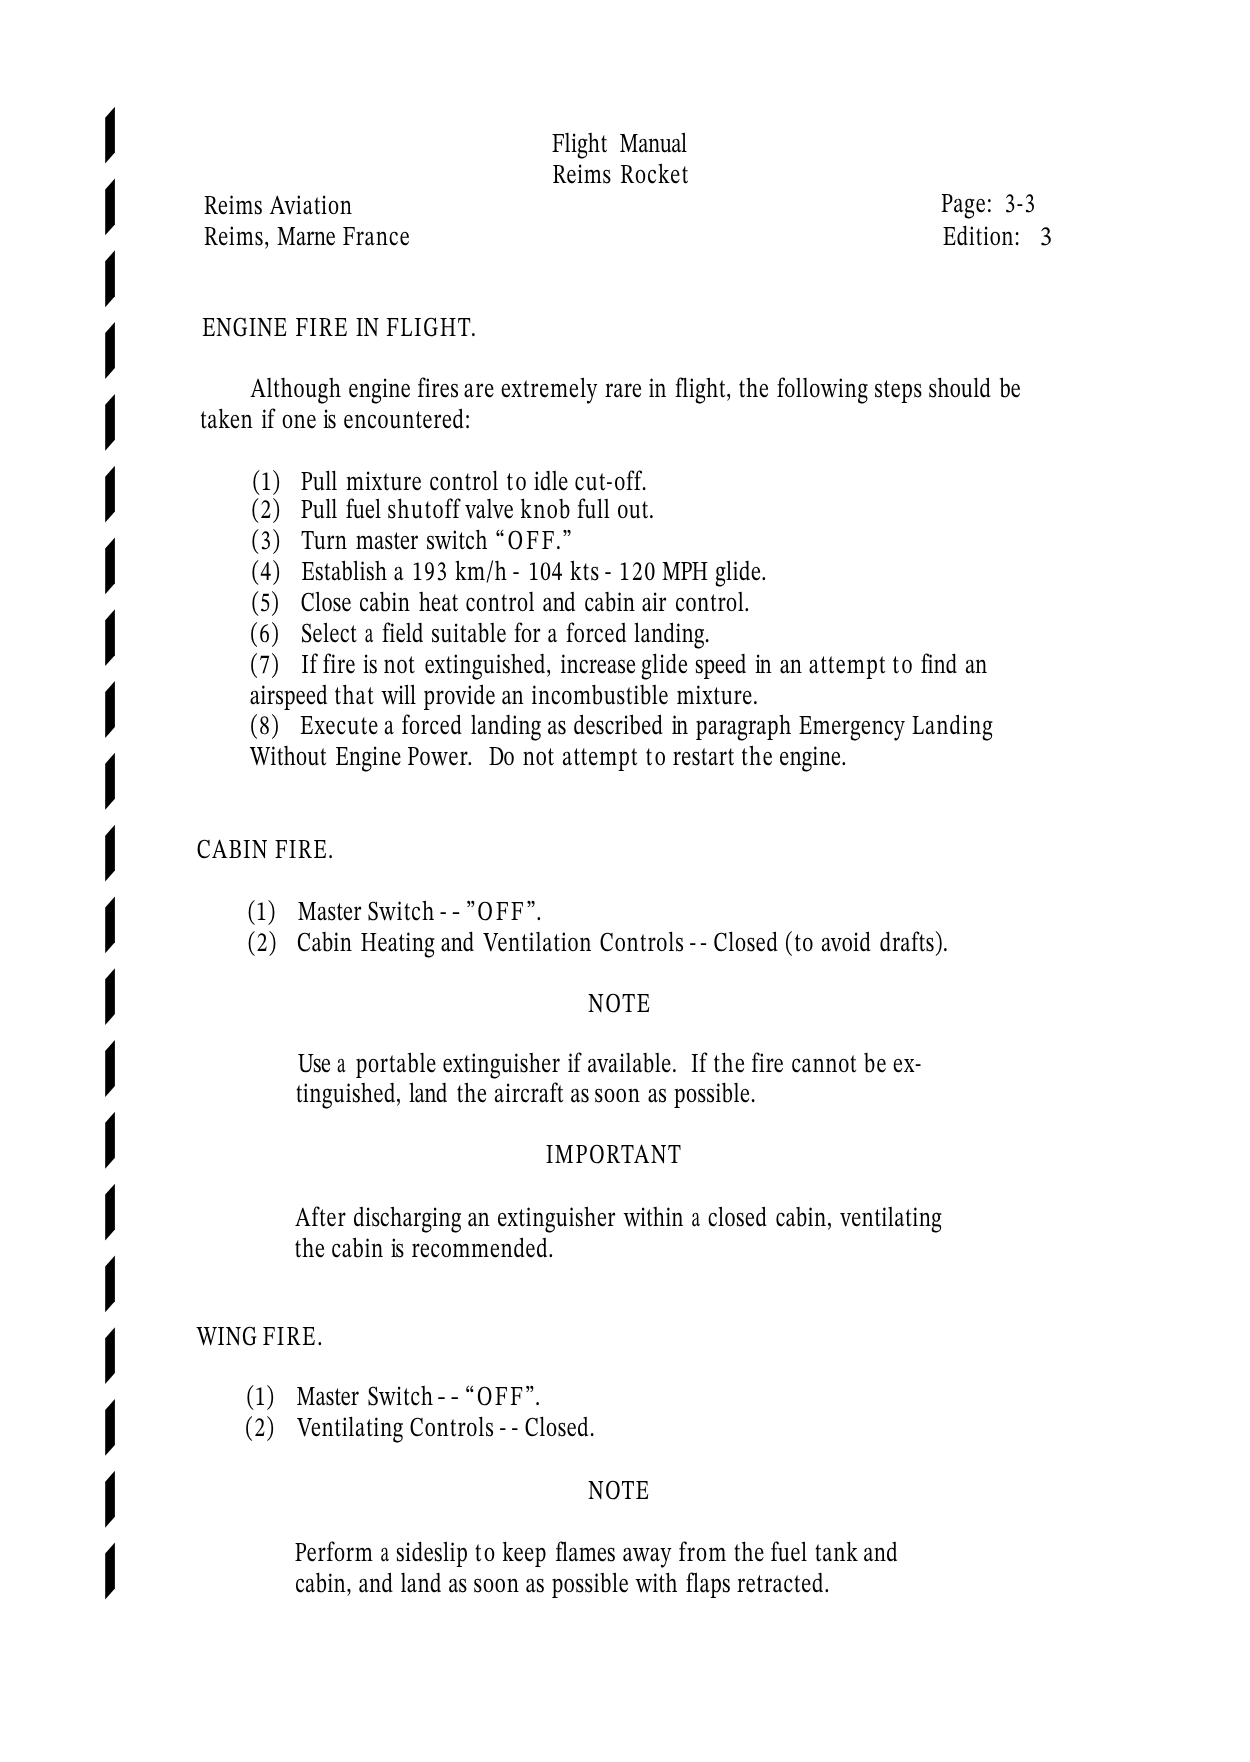 Flight Manual
Reims Rocket
Reims Aviation
Page: 3-3
Reims, Marne France
Edition: 3
ENGINE FIRE IN FLIGHT.
Although engine fires are extremely rare in flight, the following steps should be
taken if one is encountered:
(1) Pull mixture control to idle cut-off.
(2) Pull fuel shutoff valve knob full out.
(3) Turn master switch “OFF.”
(4) Establish a 193 km/h - 104 kts - 120 MPH glide.
(5) Close cabin heat control and cabin air control.
(6) Select a field suitable for a forced landing.
(7) If fire is not extinguished, increase glide speed in an attempt to find an
airspeed that will provide an incombustible mixture.
(8) Execute a forced landing as described in paragraph Emergency Landing
Without Engine Power. Do not attempt to restart the engine.
CABIN FIRE.
(1) Master Switch - - ”OFF”.
(2) Cabin Heating and Ventilation Controls - - Closed (to avoid drafts).
NOTE
Use a portable extinguisher if available. If the fire cannot be ex-
tinguished, land the aircraft as soon as possible.
IMPORTANT
After discharging an extinguisher within a closed cabin, ventilating
the cabin is recommended.
WING FIRE.
(1) Master Switch - - “OFF”.
(2) Ventilating Controls - - Closed.
NOTE
Perform a sideslip to keep flames away from the fuel tank and
cabin, and land as soon as possible with flaps retracted.